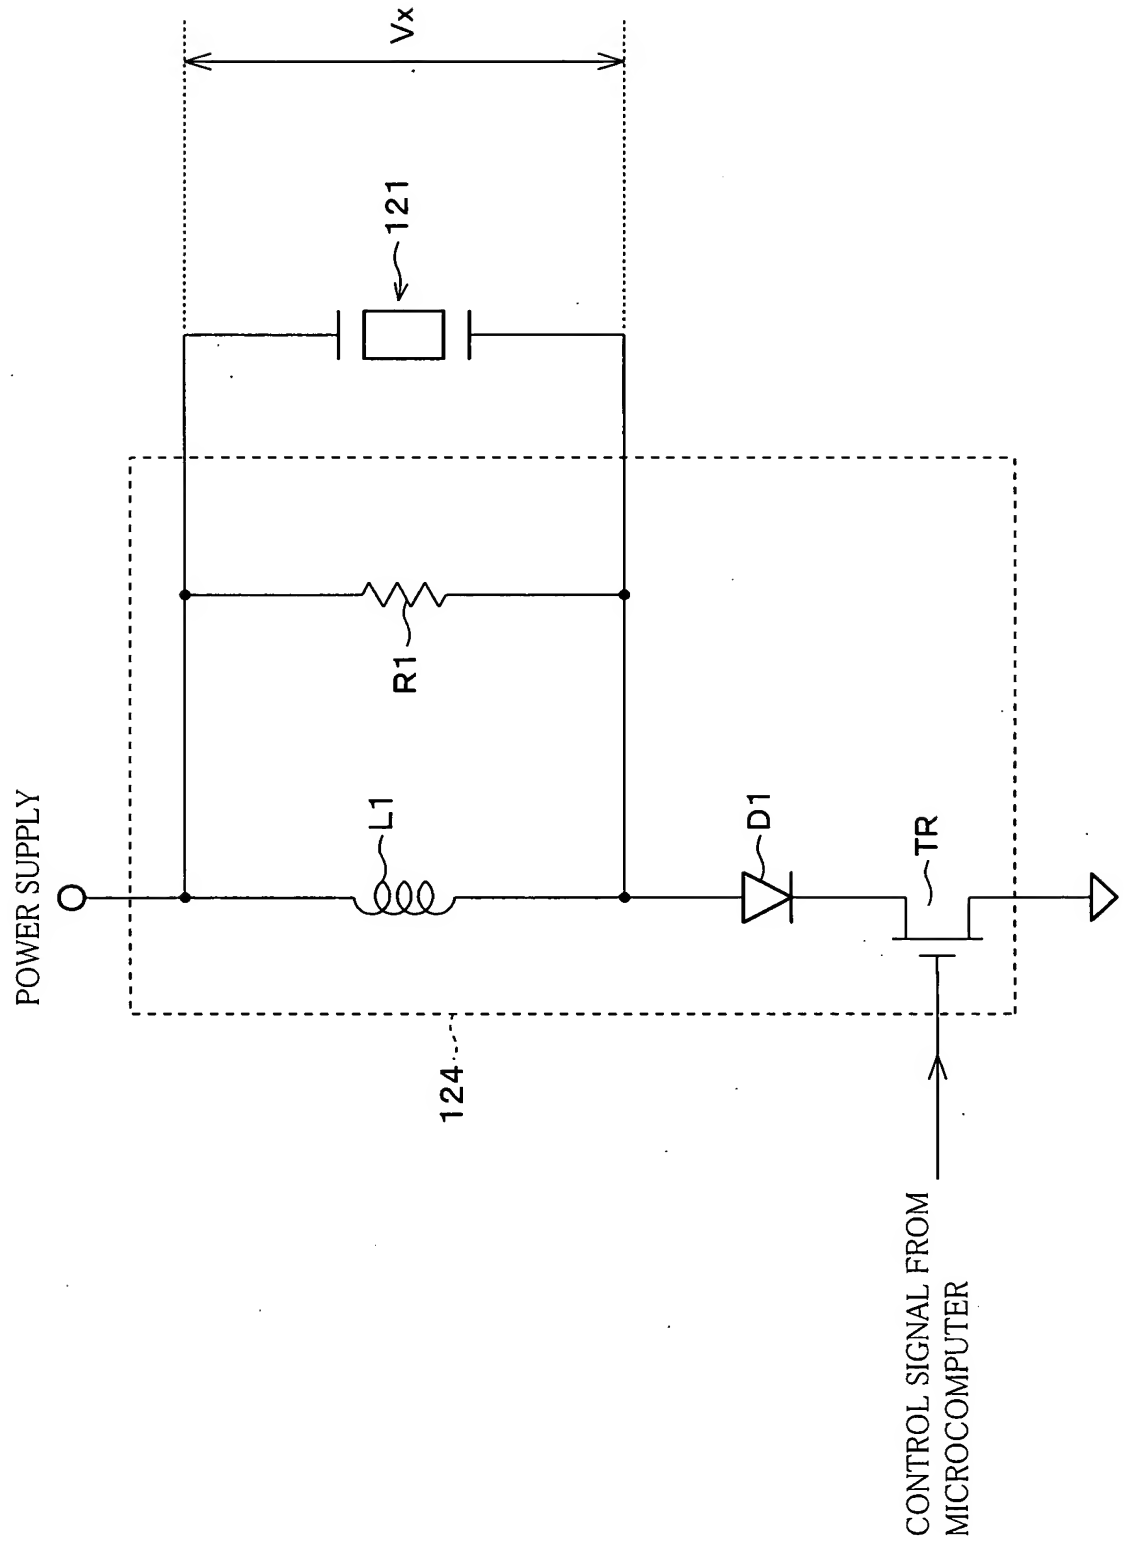 POWER SUPPLY
124
L1
R1
121
Vx
D1
TR
CONTROL SIGNAL FROM
MICROCOMPUTER